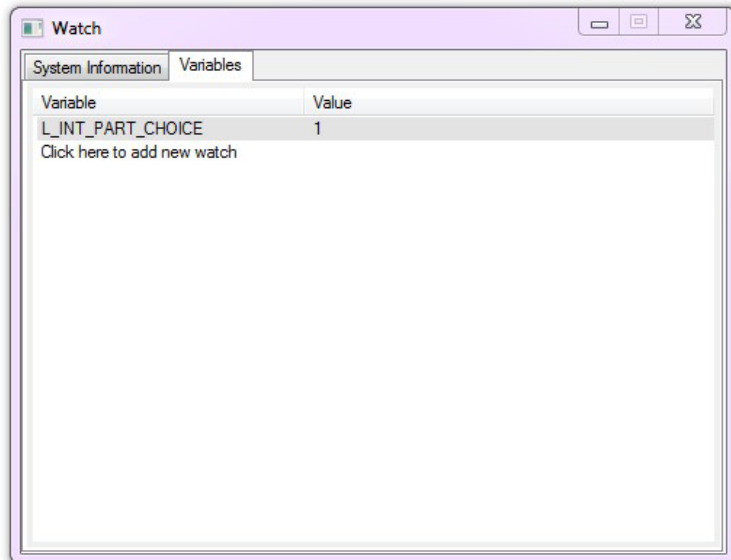 Watch
System Information Variables
Variable Value
L_INT_PART_CHOICE 1
Click here to add new watch